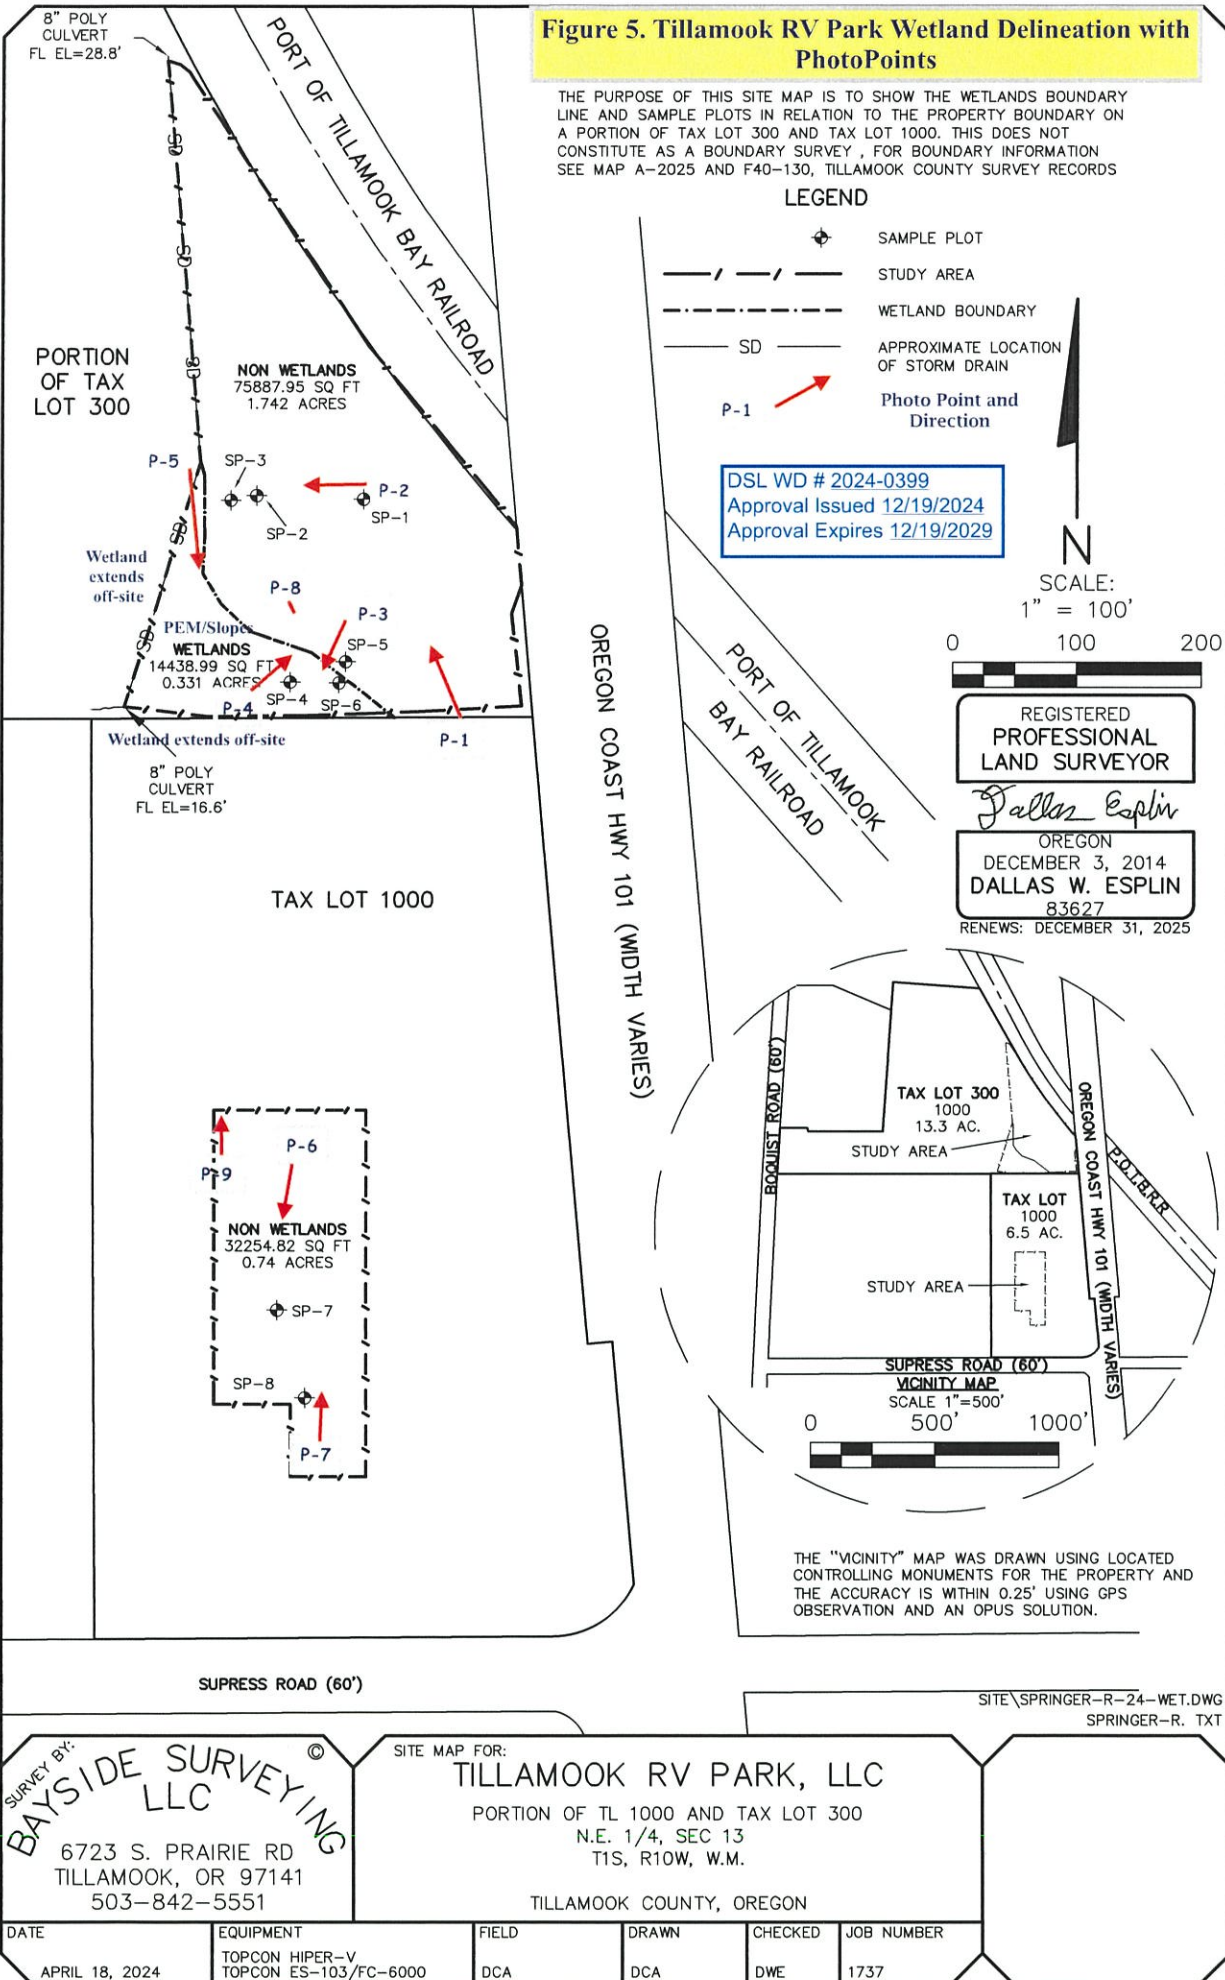 8" POLY
CULVERT
FL EL=28.8'
Figure 5. Tillamook RV Park Wetland Delineation with
PhotoPoints
THE PURPOSE OF THIS SITE MAP IS TO SHOW THE WETLANDS BOUNDARY
LINE AND SAMPLE PLOTS IN RELATION TO THE PROPERTY BOUNDARY ON
A PORTION OF TAX LOT 300 AND TAX LOT 1000. THIS DOES NOT
CONSTITUTE AS A BOUNDARY SURVEY , FOR BOUNDARY INFORMATION
SEE MAP A-2025 AND F40-130, TILLAMOOK COUNTY SURVEY RECORDS
LEGEND
SAMPLE PLOT
STUDY AREA
WETLAND BOUNDARY
SD
APPROXIMATE LOCATION
OF STORM DRAIN
P-1
Photo Point and
Direction
DSL WD # 2024-0399
Approval Issued 12/19/2024
Approval Expires 12/19/2029
N
SCALE:
1" = 100'
0 100 200
PORT OF TILLAMOOK BAY RAILROAD
SD
SD
SD
PORTION
OF TAX
LOT 300
NON WETLANDS
75887.95 SQ FT
1.742 ACRES
P-5
SP-3
P-2
SP-2
SP-1
SD
Wetland
extends
off-site
P-8
P-3
PEM/Slopes
SD
WETLANDS
14438.99 SQ FT
0.331 ACRES
SP-5
P-4
SP-4
SP-6
Wetland extends off-site
P-1
8" POLY
CULVERT
FL EL=16.6'
OREGON COAST HWY 101 (WIDTH VARIES)
PORT OF TILLAMOOK
BAY RAILROAD
REGISTERED
PROFESSIONAL
LAND SURVEYOR
Dallas Esplin
OREGON
DECEMBER 3, 2014
DALLAS W. ESPLIN
83627
RENEWS: DECEMBER 31, 2025
TAX LOT 1000
P-9
P-6
NON WETLANDS
32254.82 SQ FT
0.74 ACRES
SP-7
SP-8
P-7
BOQUIST ROAD (60')
TAX LOT 300
1000
13.3 AC.
STUDY AREA
OREGON COAST HWY 101 (WIDTH VARIES)
P.O.T.B.R.R
TAX LOT
1000
6.5 AC.
STUDY AREA
SUPRESS ROAD (60')
VICINITY MAP
SCALE 1"=500'
0 500' 1000'
THE "VICINITY" MAP WAS DRAWN USING LOCATED
CONTROLLING MONUMENTS FOR THE PROPERTY AND
THE ACCURACY IS WITHIN 0.25' USING GPS
OBSERVATION AND AN OPUS SOLUTION.
SUPRESS ROAD (60')
SITE\SPRINGER-R-24-WET.DWG
SPRINGER-R. TXT
SURVEY BY:
©
BAYSIDE SURVEYING
LLC
6723 S. PRAIRIE RD
TILLAMOOK, OR 97141
503-842-5551
SITE MAP FOR:
TILLAMOOK RV PARK, LLC
PORTION OF TL 1000 AND TAX LOT 300
N.E. 1/4, SEC 13
T1S, R10W, W.M.
TILLAMOOK COUNTY, OREGON
DATE
APRIL 18, 2024
EQUIPMENT
TOPCON HIPER-V
TOPCON ES-103/FC-6000
FIELD
DCA
DRAWN
DCA
CHECKED
DWE
JOB NUMBER
1737